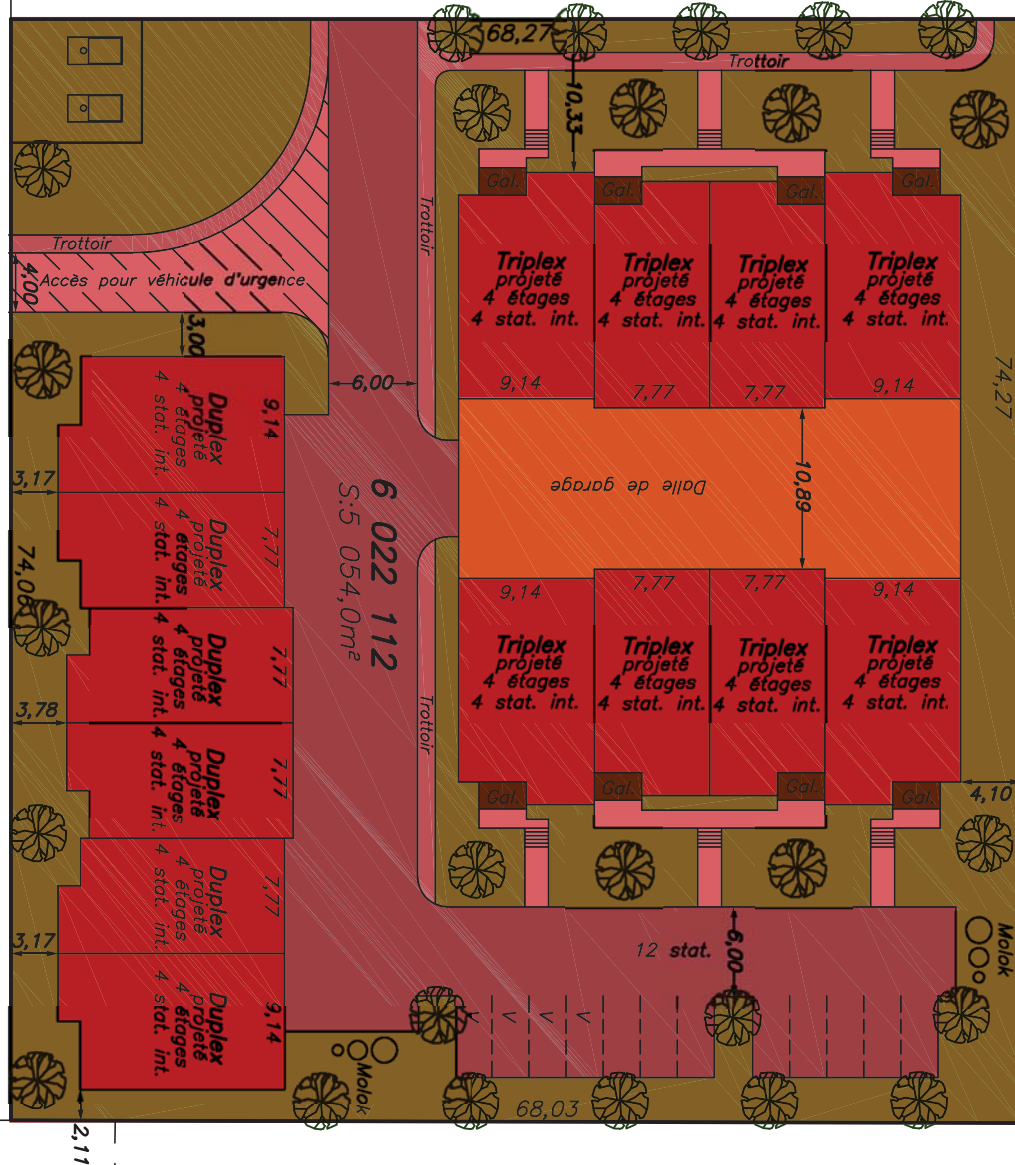 68,27
Trottoir
10,33
Trottoir
Trottoir
4,00
Accès pour véhicule d'urgence
3,00
Gal.
Gal.
Gal.
Gal.
Triplex
projeté
4 étages
4 stat. int.
9,14
Triplex
projeté
4 étages
4 stat. int.
7,77
Triplex
projeté
4 étages
4 stat. int.
7,77
Triplex
projeté
4 étages
4 stat. int.
9,14
74,27
6,00
Dalle de garage
10,89
6 022 112
S:5 054,0m²
9,14
Duplex
projeté
4 étages
4 stat. int.
3,17
7,77
Duplex
projeté
4 étages
4 stat. int.
74,06
7,77
Duplex
projeté
4 étages
4 stat. int.
3,78
7,77
Duplex
projeté
4 étages
4 stat. int.
7,77
Duplex
projeté
4 étages
4 stat. int.
3,17
9,14
Duplex
projeté
4 étages
4 stat. int.
9,14
Triplex
projeté
4 étages
4 stat. int.
7,77
Triplex
projeté
4 étages
4 stat. int.
7,77
Triplex
projeté
4 étages
4 stat. int.
9,14
Triplex
projeté
4 étages
4 stat. int.
Trottoir
Gal.
Gal.
Gal.
Gal.
4,10
12 stat.
6,00
Molok
V
V
V
V
Molok
68,03
2,11